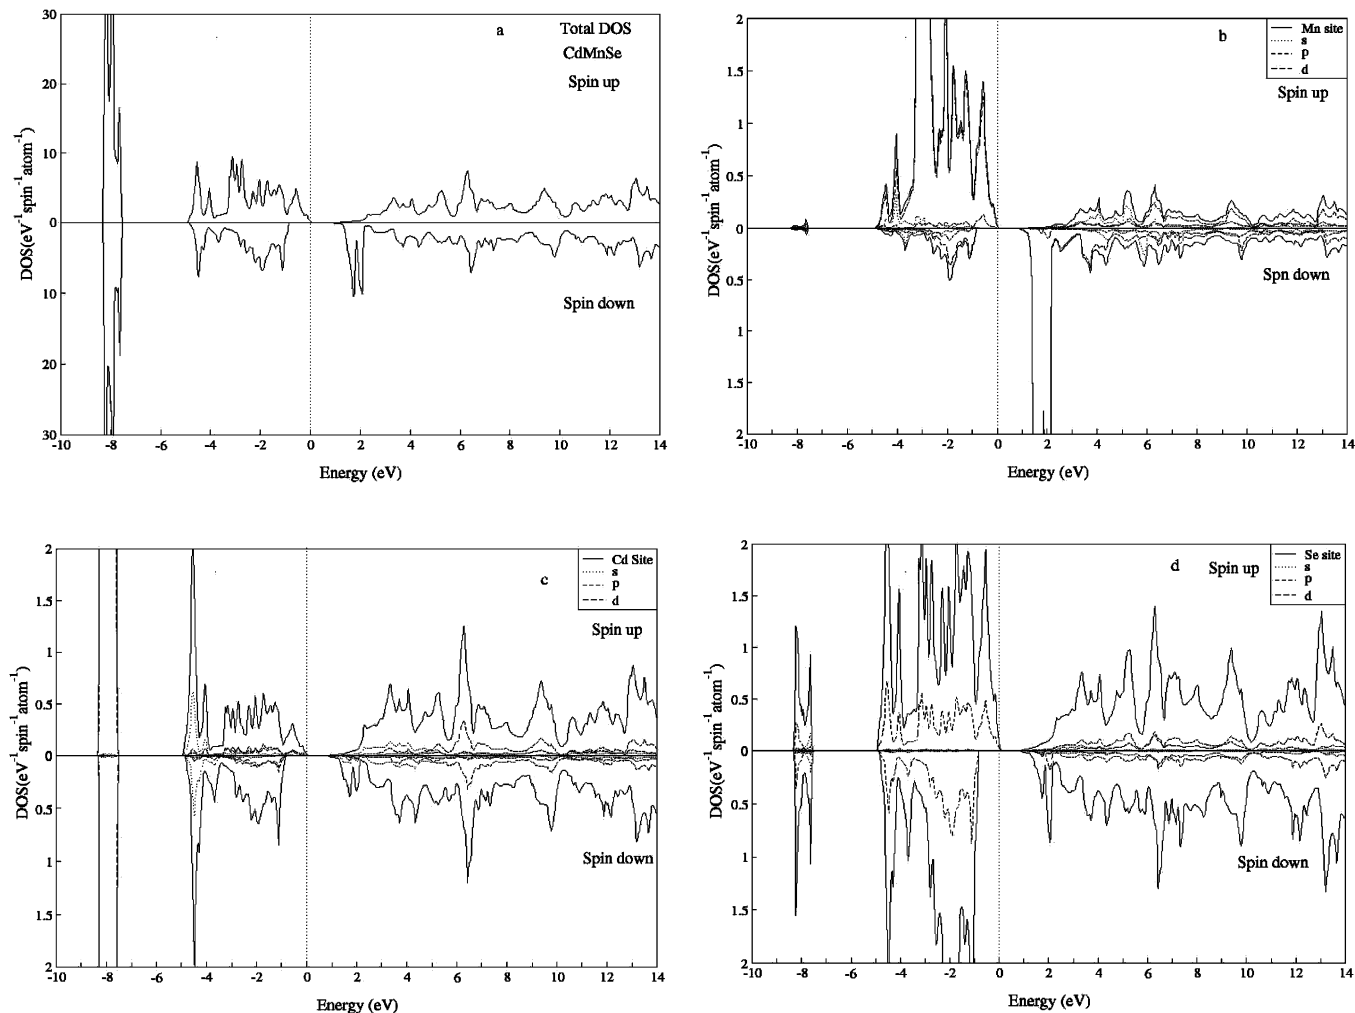 30
20
10
0
10
20
30
-10
-8
-6
-4
-2
0
2
4
6
8
10
12
14
DOS(eV⁻¹spin⁻¹atom⁻¹)
Energy (eV)
a
Total DOS
CdMnSe
Spin up
Spin down
2
1.5
1
0.5
0
0.5
1
1.5
2
-10
-8
-6
-4
-2
0
2
4
6
8
10
12
14
DOS(eV⁻¹spin⁻¹atom⁻¹)
Energy (eV)
b
Mn site
s
p
d
Spin up
Spn down
2
1.5
1
0.5
0
0.5
1
1.5
2
-10
-8
-6
-4
-2
0
2
4
6
8
10
12
14
DOS(eV⁻¹spin⁻¹atom⁻¹)
Energy (eV)
c
Cd Site
s
p
d
Spin up
Spin down
2
1.5
1
0.5
0
0.5
1
1.5
2
-10
-8
-6
-4
-2
0
2
4
6
8
10
12
14
DOS(eV⁻¹spin⁻¹atom⁻¹)
Energy (eV)
d
Spin up
Se site
s
p
d
Spin down